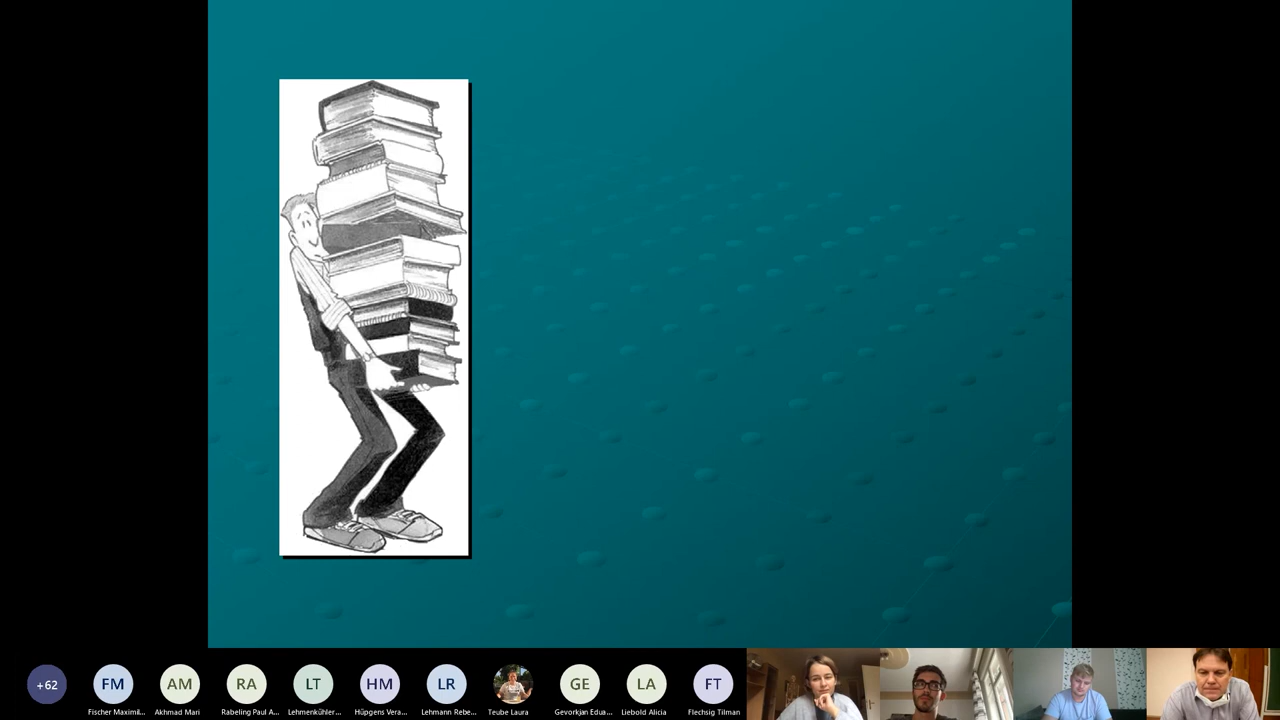 +62
FM
AM
RA
LT
HM
LR
GE
LA
FT
Fischer Maximil...
Akhmad Mari
Rabeling Paul A...
Lehmenkühler...
Hüpgens Vera...
Lehmann Rebe...
Teube Laura
Gevorkjan Edua...
Liebold Alicia
Flechsig Tilman